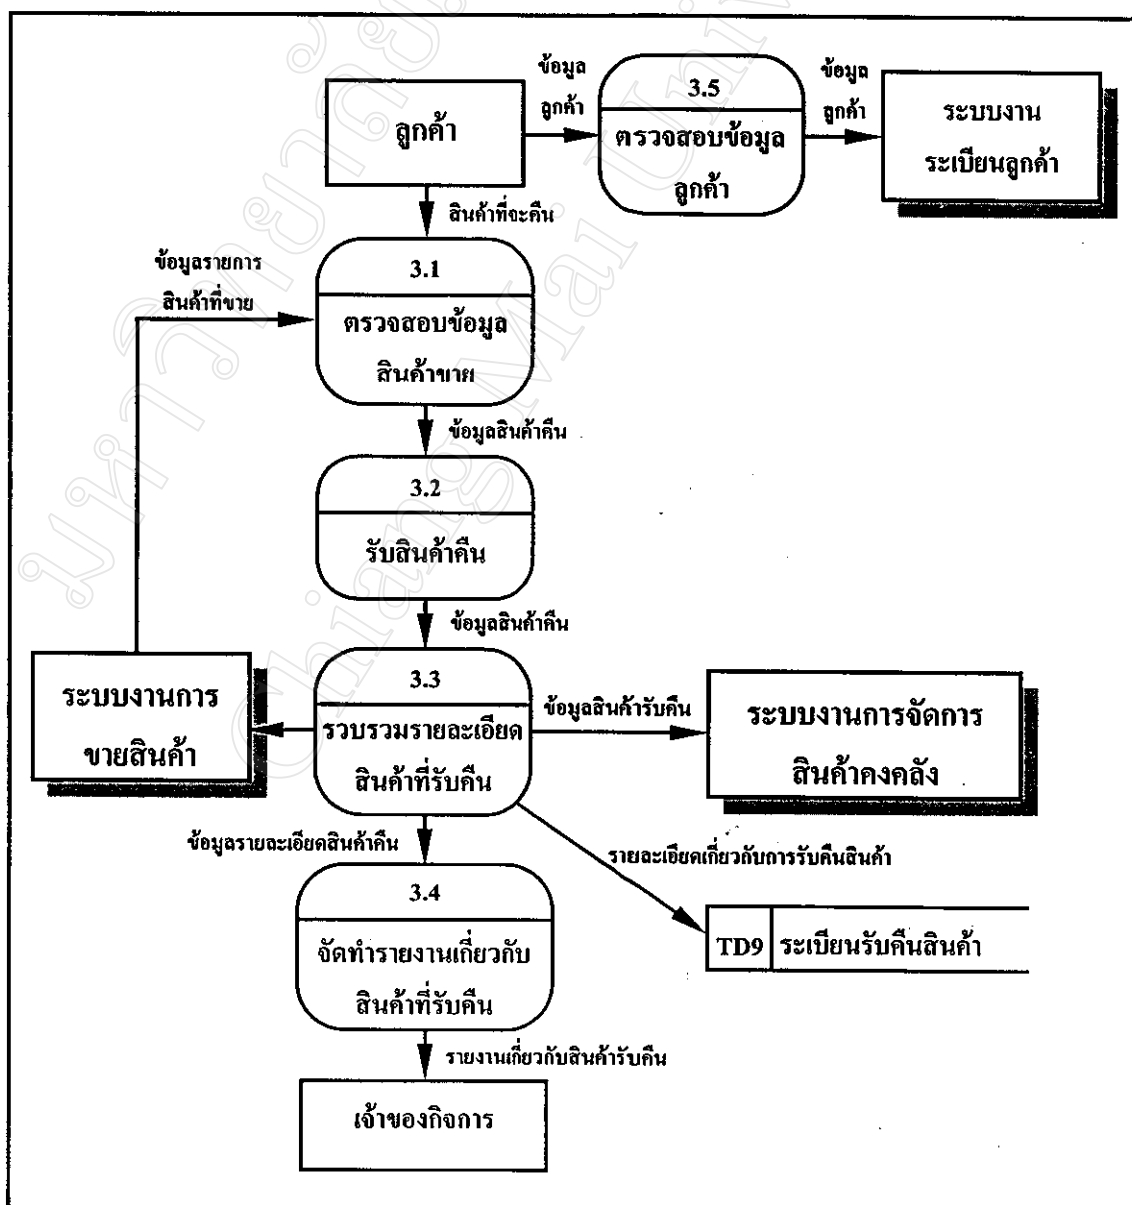 ข้อมูล
ลูกค้า
ข้อมูล
ลูกค้า
ลูกค้า
3.5
ตรวจสอบข้อมูล
ลูกค้า
ระบบงาน
ระเบียนลูกค้า
สินค้าที่จะคืน
ข้อมูลรายการ
สินค้าที่ขาย
3.1
ตรวจสอบข้อมูล
สินค้าขาย
ข้อมูลสินค้าคืน
3.2
รับสินค้าคืน
ข้อมูลสินค้าคืน
ระบบงานการ
ขายสินค้า
3.3
รวบรวมรายละเอียด
สินค้าที่รับคืน
ข้อมูลสินค้ารับคืน
ระบบงานการจัดการ
สินค้าคงคลัง
ข้อมูลรายละเอียดสินค้าคืน
รายละเอียดเกี่ยวกับการรับคืนสินค้า
3.4
จัดทำรายงานเกี่ยวกับ
สินค้าที่รับคืน
TD9 ระเบียนรับคืนสินค้า
รายงานเกี่ยวกับสินค้ารับคืน
เจ้าของกิจการ
มหาวิทยาลัย
Chiang Mai Univ